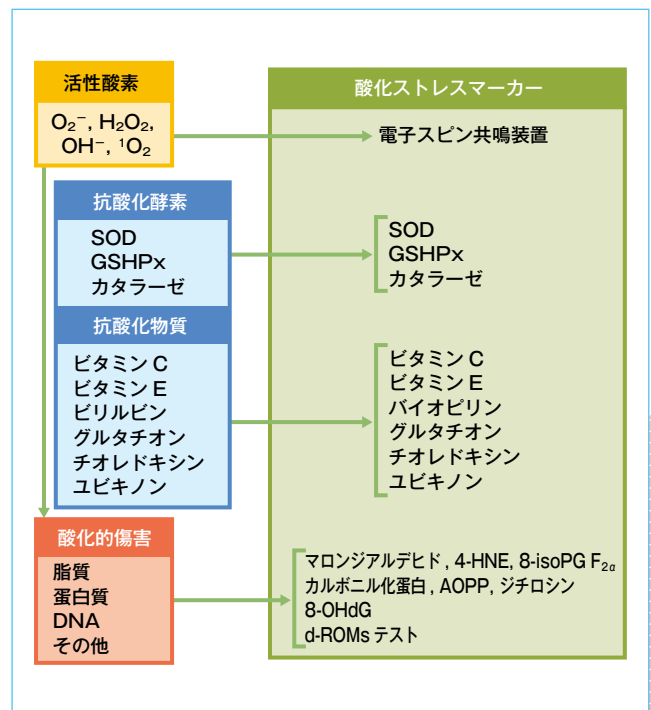 活性酸素
O₂⁻, H₂O₂,
OH⁻, ¹O₂
酸化ストレスマーカー
電子スピン共鳴装置
抗酸化酵素
SOD
GSHPx
カタラーゼ
SOD
GSHPx
カタラーゼ
抗酸化物質
ビタミン C
ビタミン E
ビリルビン
グルタチオン
チオレドキシン
ユビキノン
ビタミン C
ビタミン E
バイオピリン
グルタチオン
チオレドキシン
ユビキノン
酸化的傷害
脂質
蛋白質
DNA
その他
マロンジアルデヒド, 4-HNE, 8-isoPG F₂α
カルボニル化蛋白, AOPP, ジチロシン
8-OHdG
d-ROMs テスト